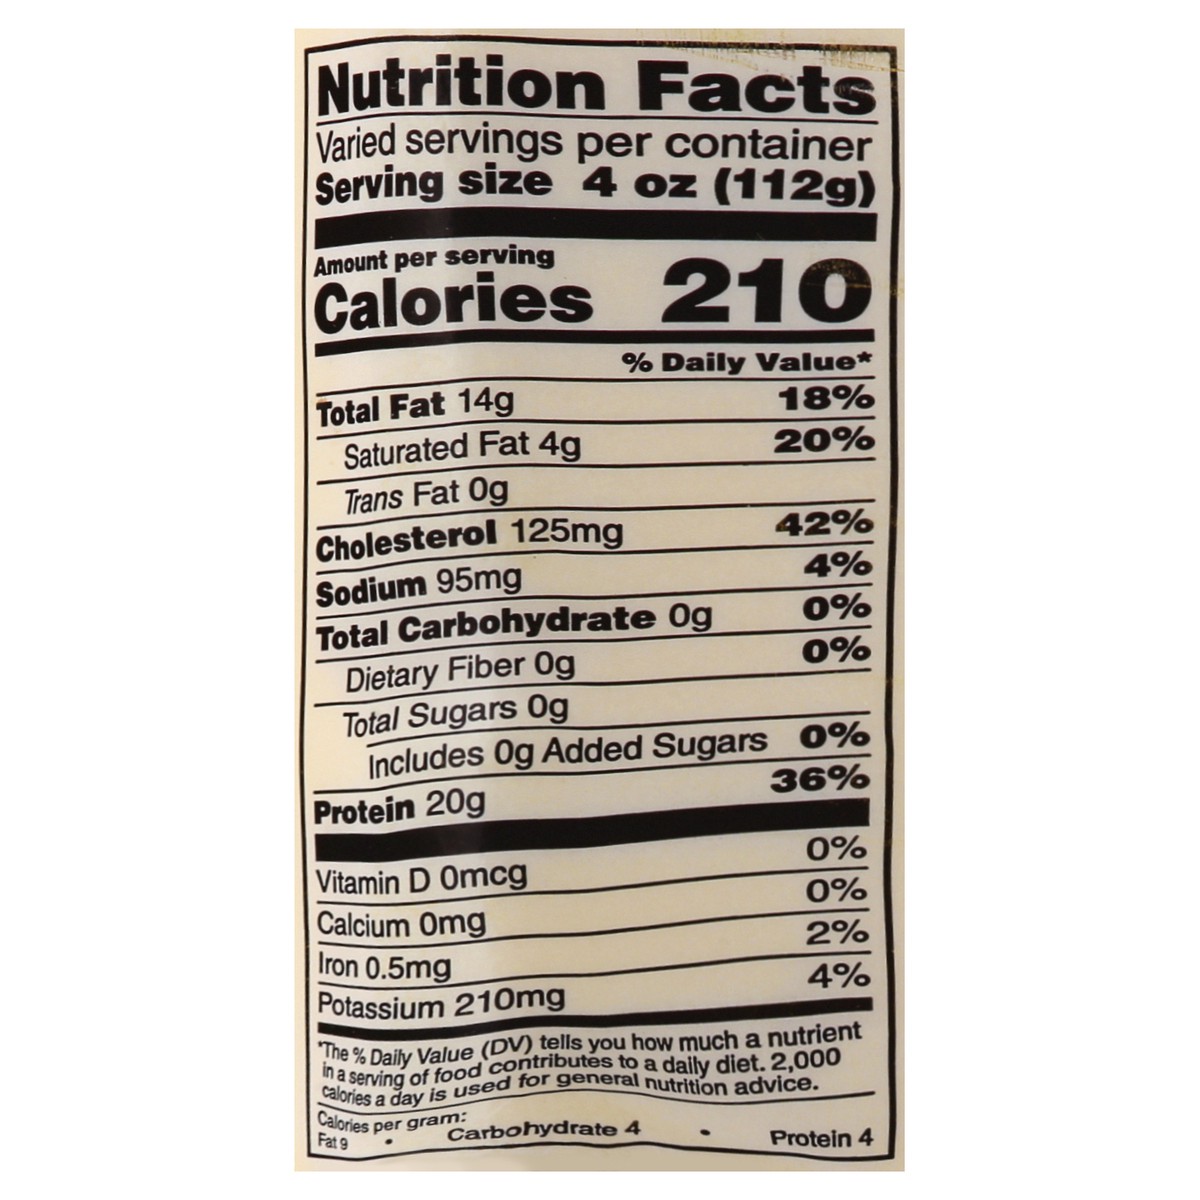 Nutrition Facts
Varied servings per container
Serving size 4 oz (112g)
Amount per serving
Calories 210
% Daily Value*
Total Fat 14g 18%
Saturated Fat 4g 20%
Trans Fat 0g
Cholesterol 125mg 42%
Sodium 95mg 4%
Total Carbohydrate 0g 0%
Dietary Fiber 0g 0%
Total Sugars 0g
Includes 0g Added Sugars 0%
Protein 20g 36%
Vitamin D 0mcg 0%
Calcium 0mg 0%
Iron 0.5mg 2%
Potassium 210mg 4%
*The % Daily Value (DV) tells you how much a nutrient
in a serving of food contributes to a daily diet. 2,000
calories a day is used for general nutrition advice.
Calories per gram:
Fat 9 • Carbohydrate 4 • Protein 4